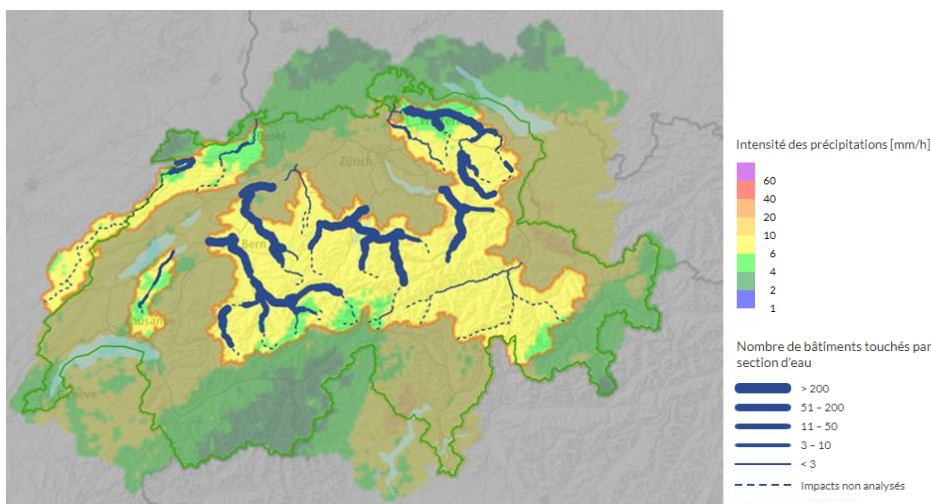 Basel
Zürich
Bern
Lausanne
Genève
Intensité des précipitations [mm/h]
60
40
20
10
6
4
2
1
Nombre de bâtiments touchés par
section d'eau
> 200
51 – 200
11 – 50
3 – 10
< 3
Impacts non analysés